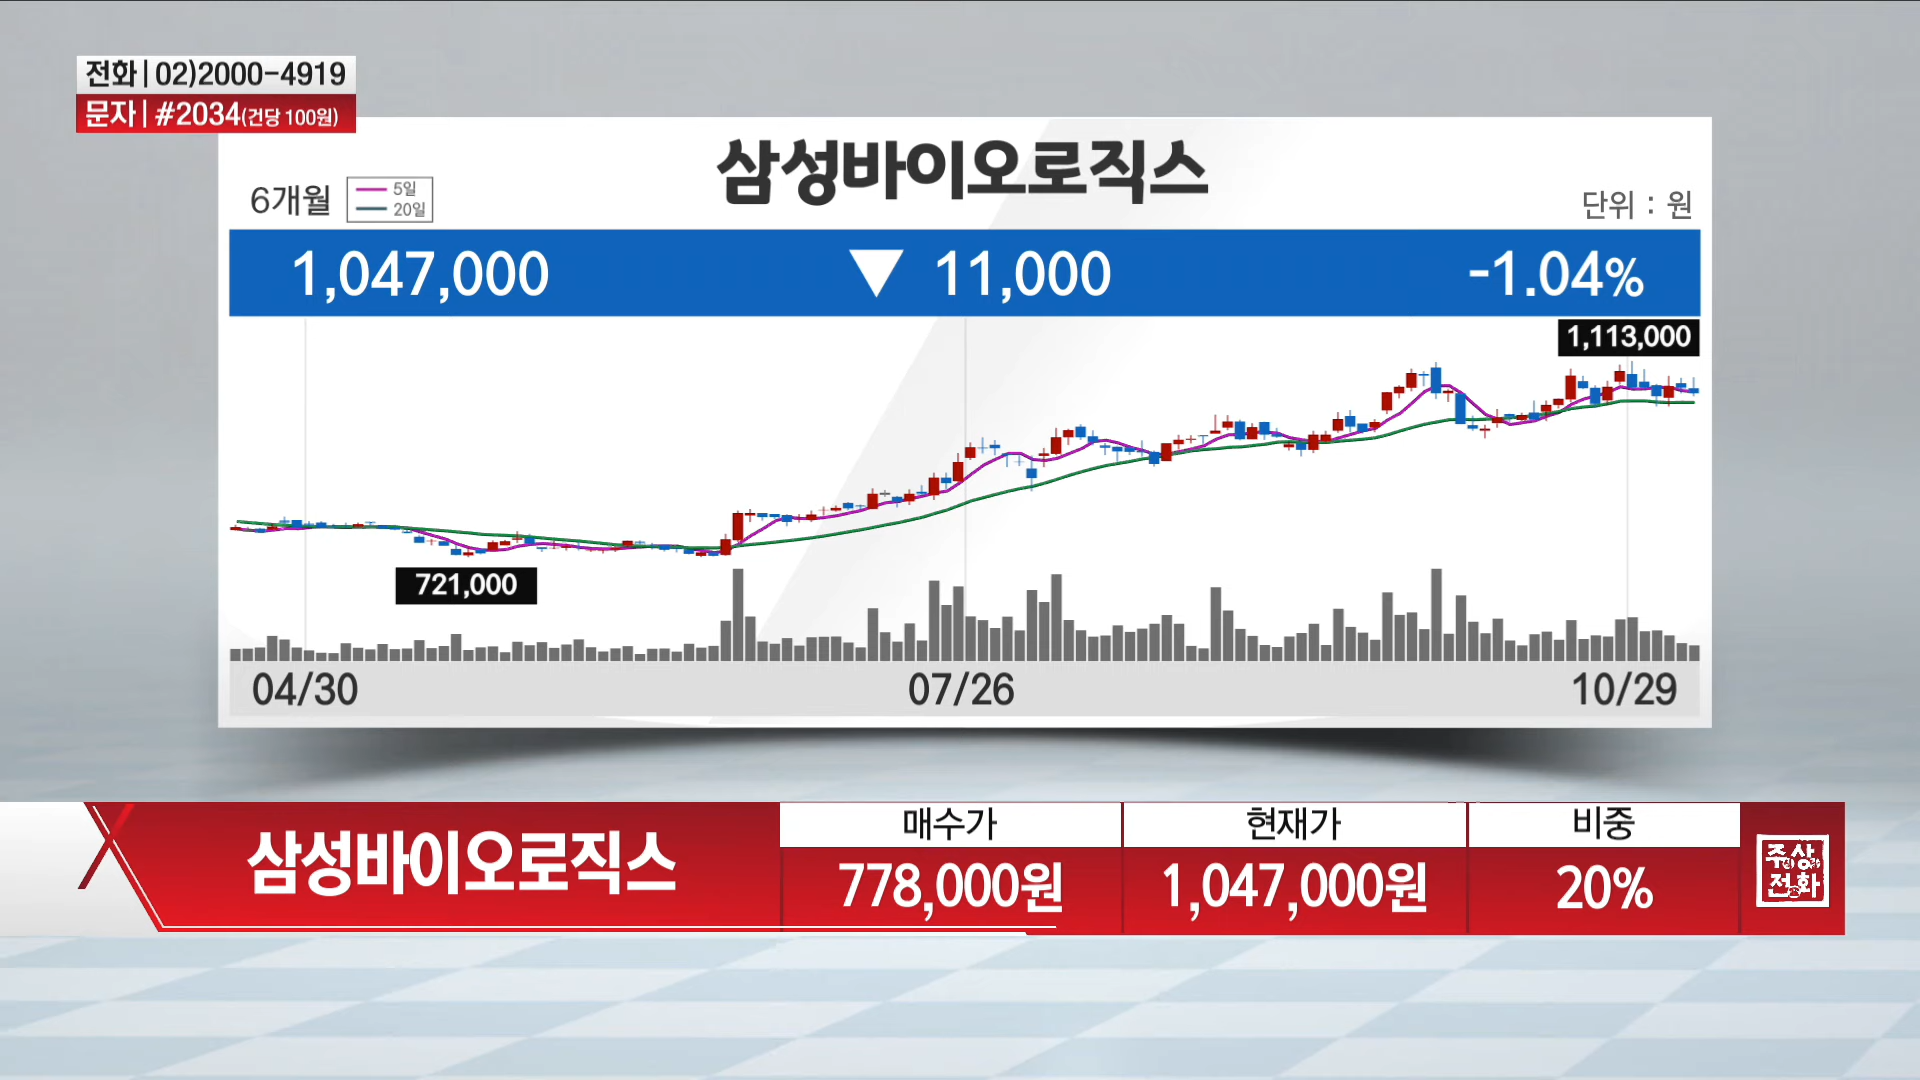 전화 | 02)2000-4919
문자 | #2034(건당 100원)
삼성바이오로직스
6개월
5일
20일
단위 : 원
1,047,000 ▼ 11,000 -1.04%
1,113,000
721,000
04/30 07/26 10/29
삼성바이오로직스
매수가 현재가 비중
778,000원 1,047,000원 20%
주상
전화